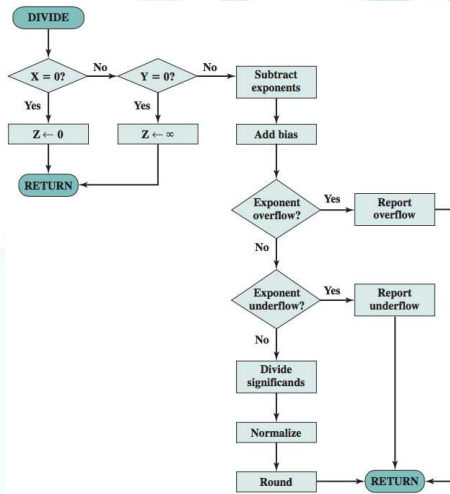 DIVIDE
X = 0?
No
Y = 0?
No
Subtract
exponents
Yes
Yes
Z ← 0
Z ← ∞
Add bias
RETURN
Exponent
overflow?
Yes
Report
overflow
No
Exponent
underflow?
Yes
Report
underflow
No
Divide
significands
Normalize
Round
RETURN